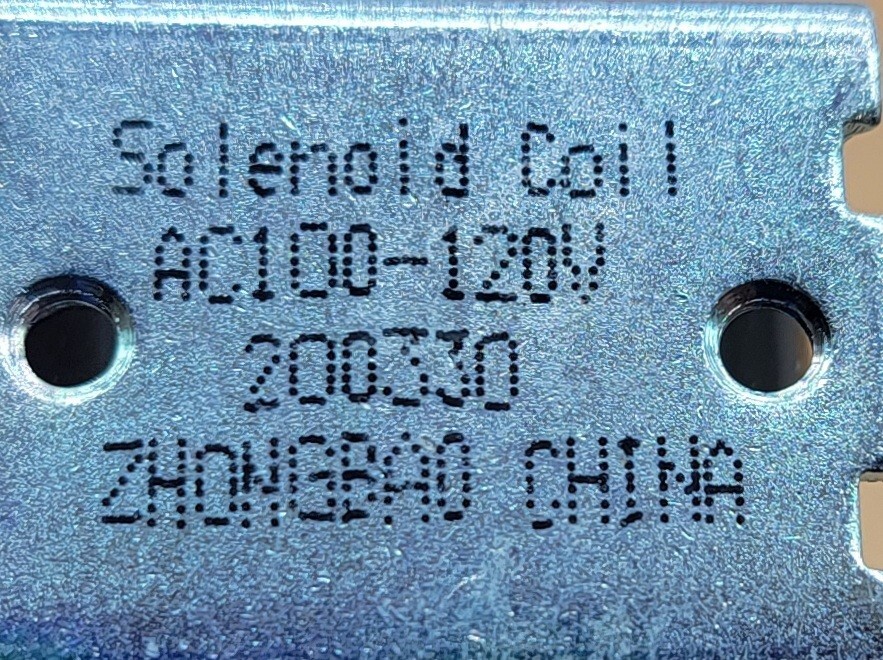 Solenoid Coil
AC100-120V
200330
ZHONGBAO CHINA